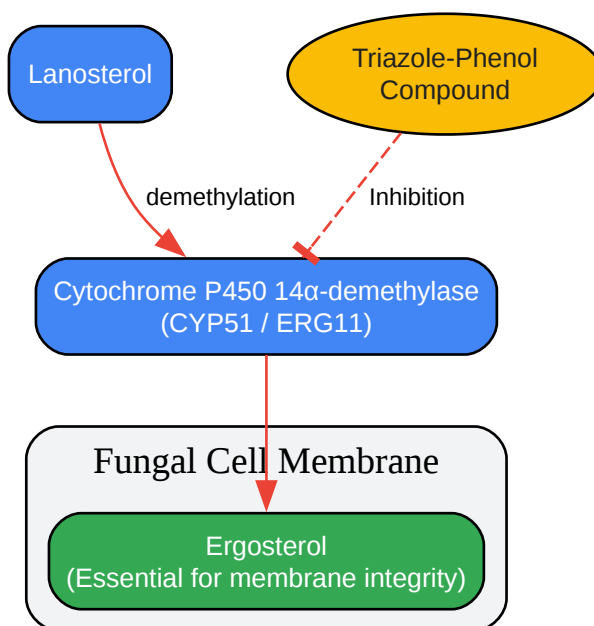 Lanosterol
Triazole-Phenol
Compound
demethylation
Inhibition
Cytochrome P450 14α-demethylase
(CYP51 / ERG11)
Fungal Cell Membrane
Ergosterol
(Essential for membrane integrity)